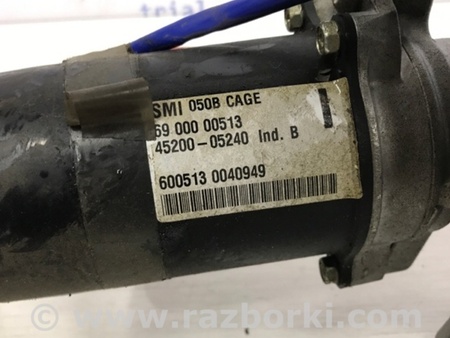 SMI 050B CAGE
69 000 00513
45200-05240 Ind. B
I
600513 0040949
© www.razborki.com